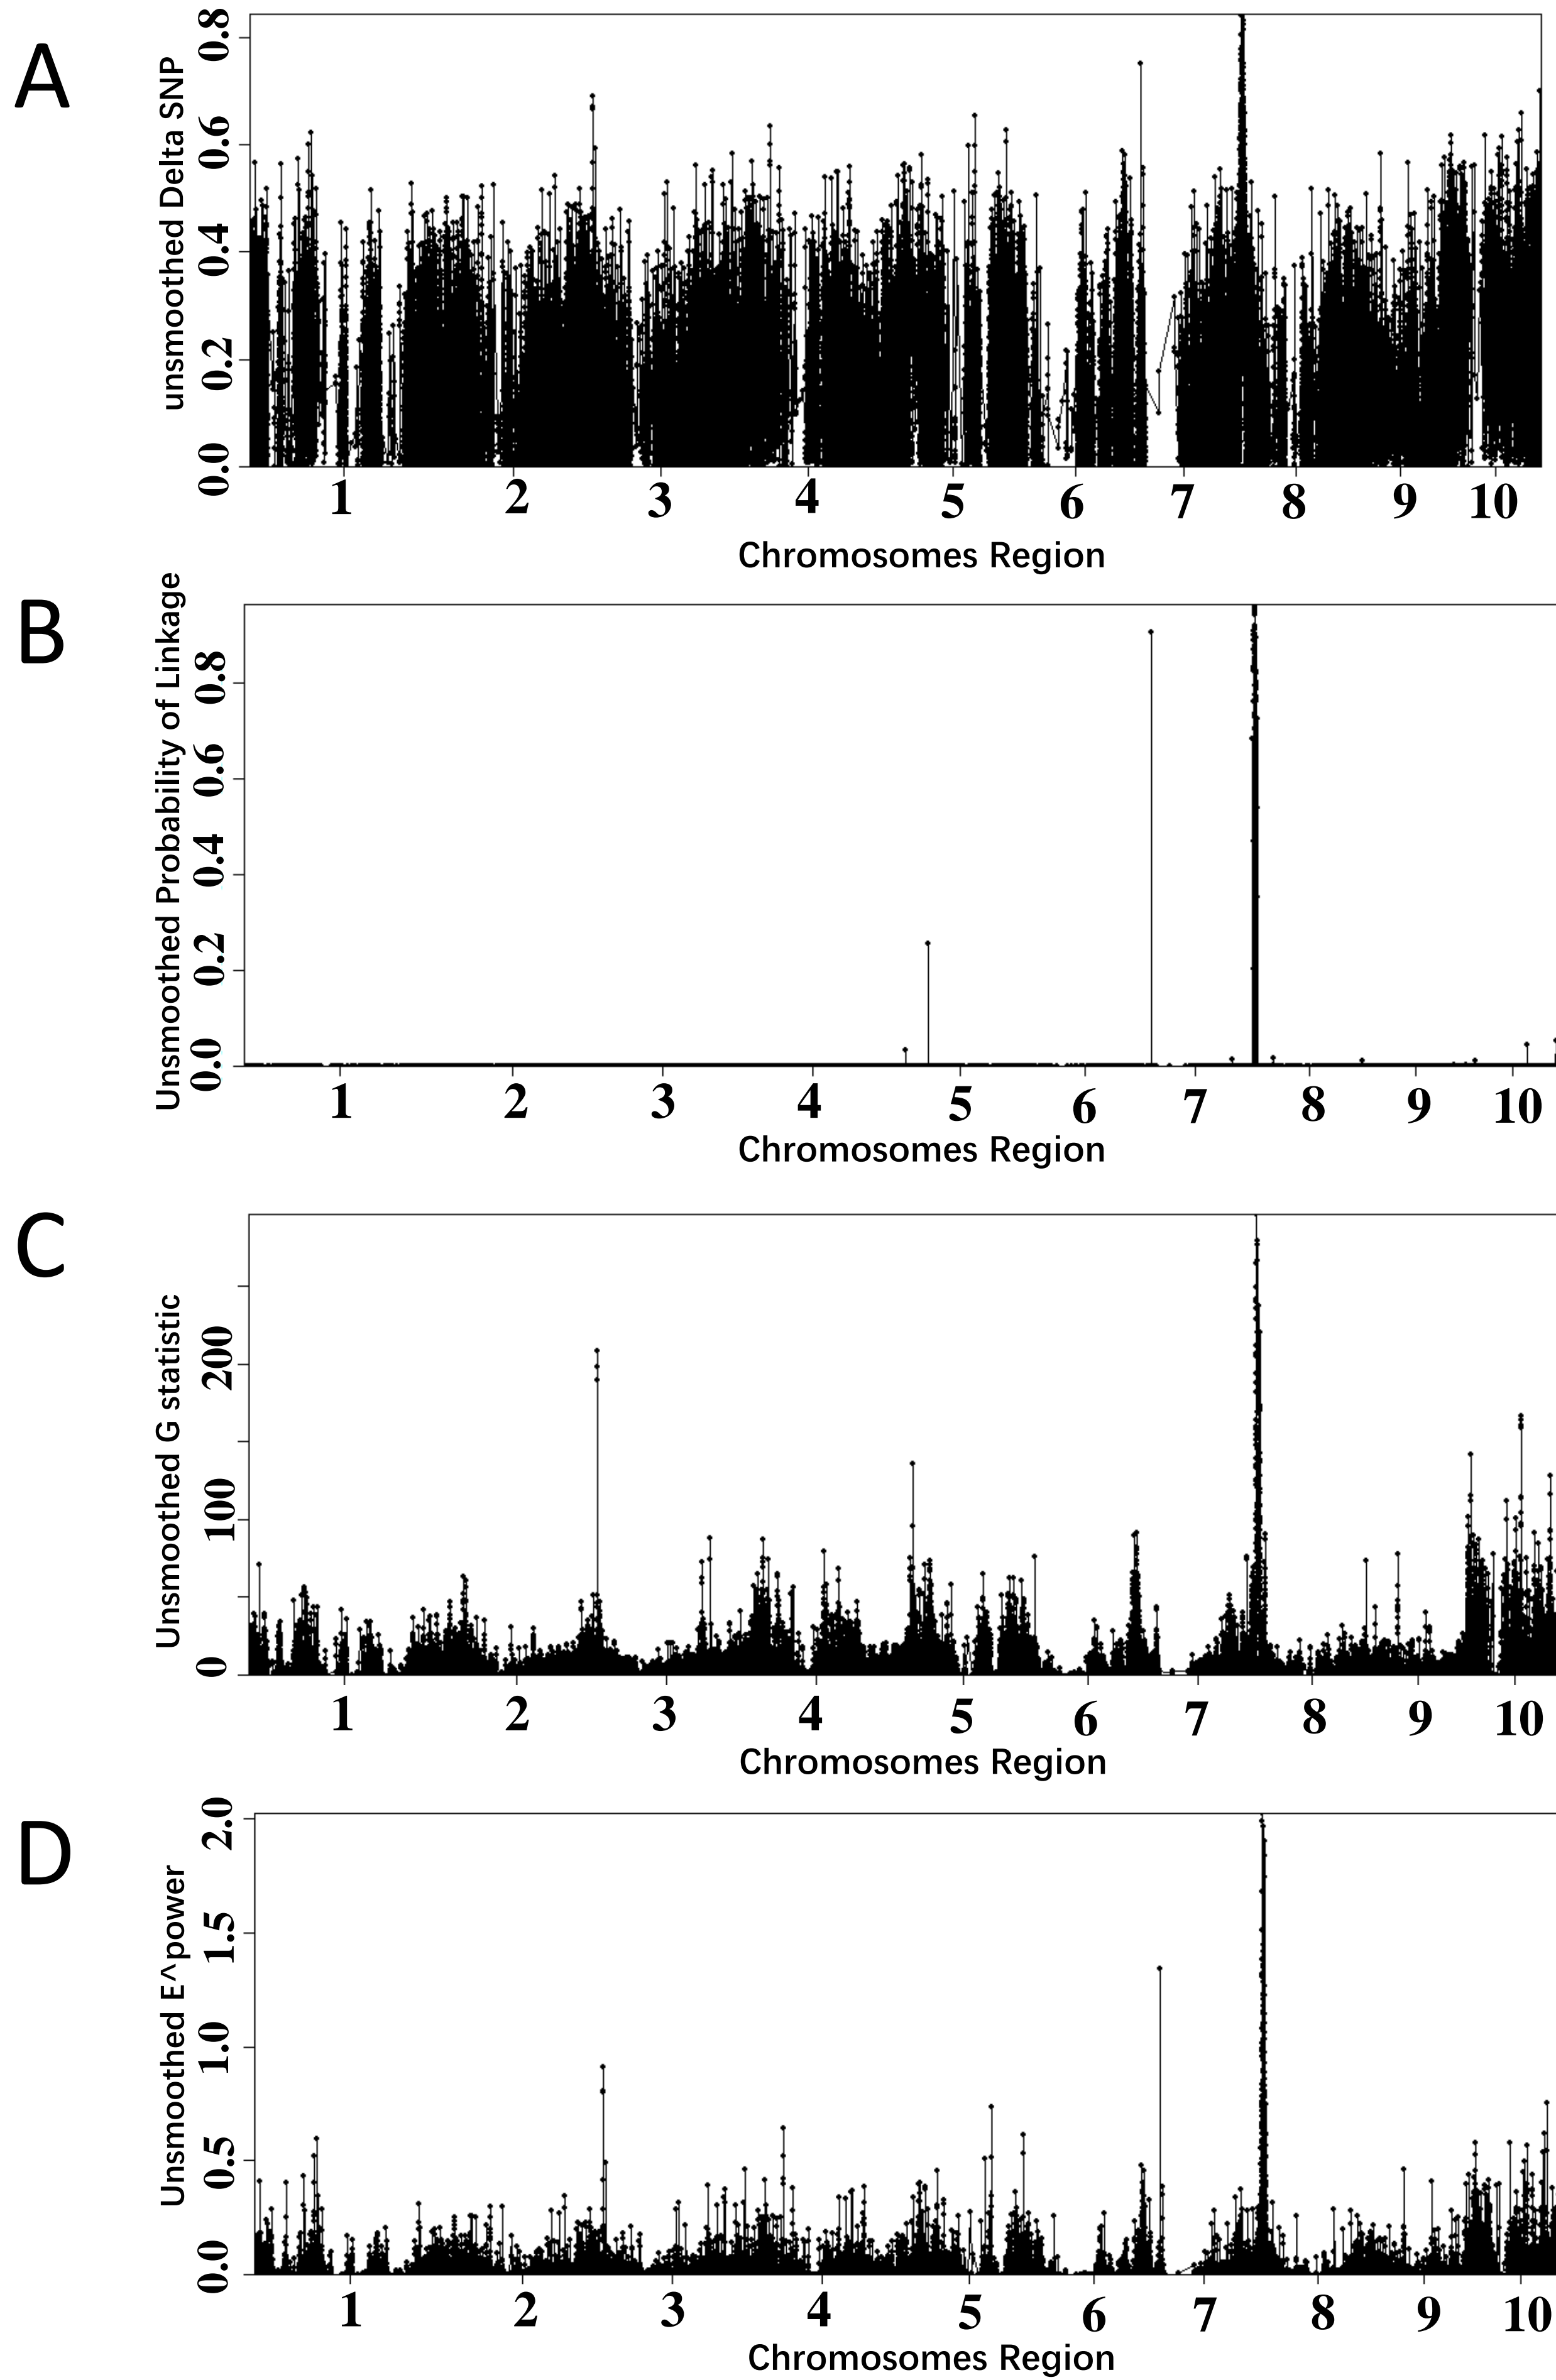 A
unsmoothed Delta SNP
0.8
0.6
0.4
0.2
0.0
1 2 3 4 5 6 7 8 9 10
Chromosomes Region
B
Unsmoothed Probability of Linkage
0.8
0.6
0.4
0.2
0.0
1 2 3 4 5 6 7 8 9 10
Chromosomes Region
C
Unsmoothed G statistic
200
100
0
1 2 3 4 5 6 7 8 9 10
Chromosomes Region
D
Unsmoothed E^power
2.0
1.5
1.0
0.5
0.0
1 2 3 4 5 6 7 8 9 10
Chromosomes Region